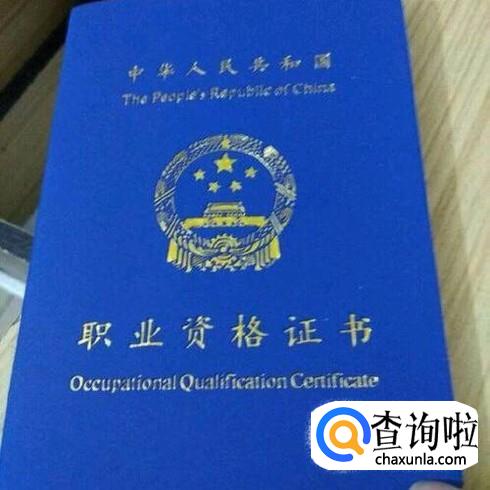 中华人民共和国
The People's Republic of China
职业资格证书
Occupational Qualification Certificate
查询啦
chaxunla.com